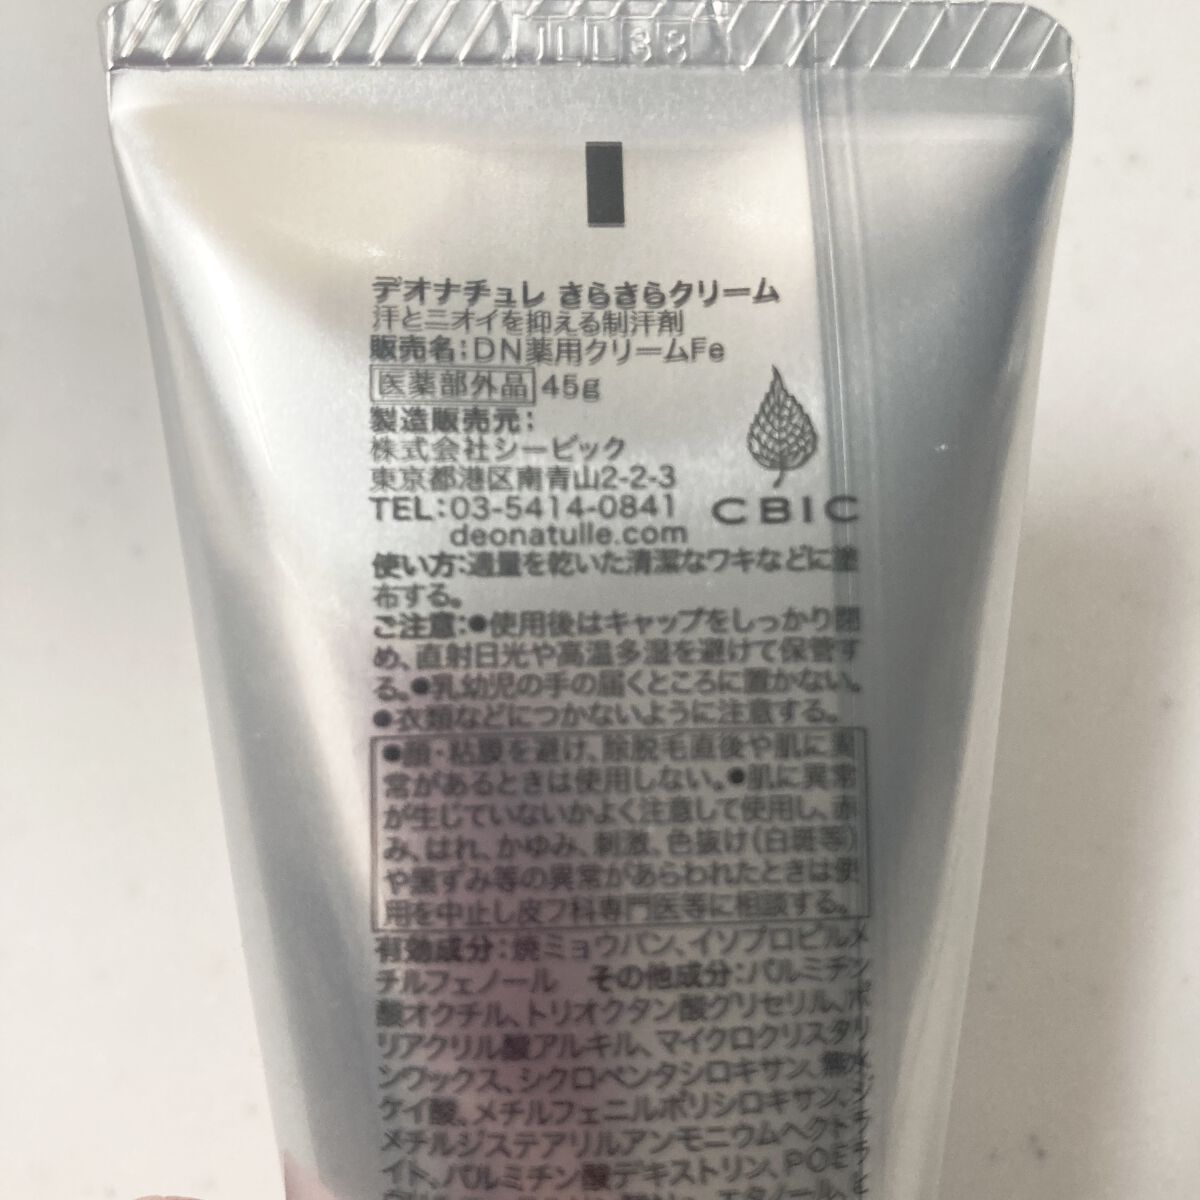 デオナチュレ さらさらクリーム
汗とニオイを抑える制汗剤
販売名:DN薬用クリームFe
医薬部外品 45g
製造販売元:
株式会社シービック
東京都港区南青山2-2-3
TEL:03-5414-0841
deonatulle.com
CBIC
使い方:適量を乾いた清潔なワキなどに塗
布する。
ご注意:●使用後はキャップをしっかり閉
め、直射日光や高温多湿を避けて保管す
る。●乳幼児の手の届くところに置かない。
●衣類などにつかないように注意する。
●顔・粘膜を避け、除脱毛直後や肌に異
常があるときは使用しない。●肌に異常
が生じていないかよく注意して使用し、赤
み、はれ、かゆみ、刺激、色抜け(白斑等)
や黒ずみ等の異常があらわれたときは使
用を中止し皮フ科専門医等に相談する。
有効成分:焼ミョウバン、イソプロピルメ
チルフェノール その他成分:パルミチン
酸オクチル、トリオクタン酸グリセリル、ポ
リアクリル酸アルキル、マイクロクリスタリ
ンワックス、シクロペンタシロキサン、無水
ケイ酸、メチルフェニルポリシロキサン、ジ
メチルジステアリルアンモニウムヘクトラ
イト、パルミチン酸デキストリン、POE
エタノール、